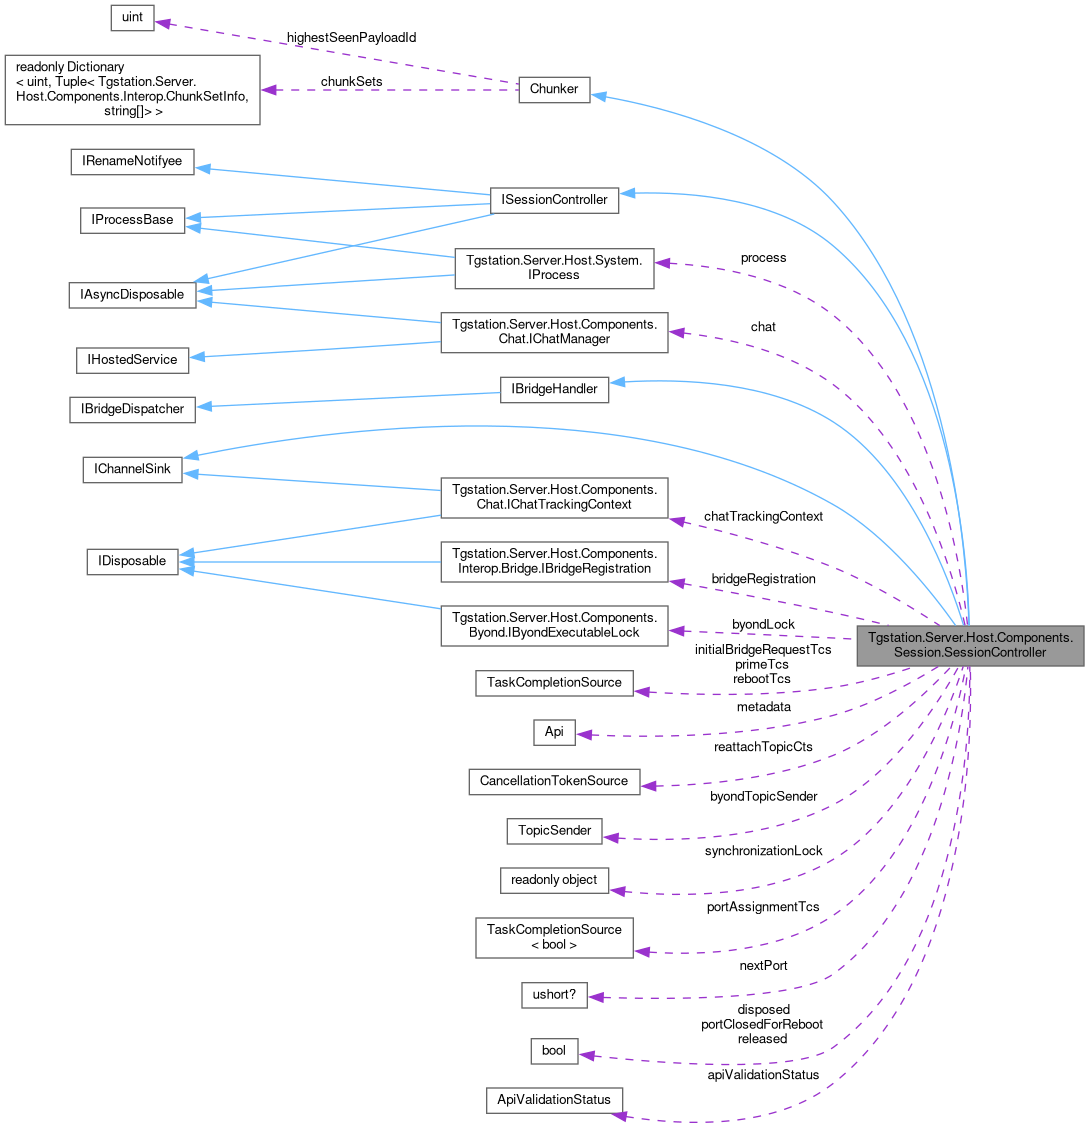 uint
highestSeenPayloadId
readonly Dictionary
< uint, Tuple< Tgstation.Server.
Host.Components.Interop.ChunkSetInfo,
string[]> >
chunkSets
Chunker
IRenameNotifyee
ISessionController
IProcessBase
Tgstation.Server.Host.System.
IProcess
process
IAsyncDisposable
Tgstation.Server.Host.Components.
Chat.IChatManager
chat
IHostedService
IBridgeHandler
IBridgeDispatcher
IChannelSink
Tgstation.Server.Host.Components.
Chat.IChatTrackingContext
chatTrackingContext
IDisposable
Tgstation.Server.Host.Components.
Interop.Bridge.IBridgeRegistration
bridgeRegistration
Tgstation.Server.Host.Components.
Byond.IByondExecutableLock
byondLock
Tgstation.Server.Host.Components.
Session.SessionController
initialBridgeRequestTcs
primeTcs
rebootTcs
TaskCompletionSource
metadata
Api
reattachTopicCts
CancellationTokenSource
byondTopicSender
TopicSender
synchronizationLock
readonly object
portAssignmentTcs
TaskCompletionSource
< bool >
nextPort
ushort?
disposed
portClosedForReboot
released
bool
apiValidationStatus
ApiValidationStatus